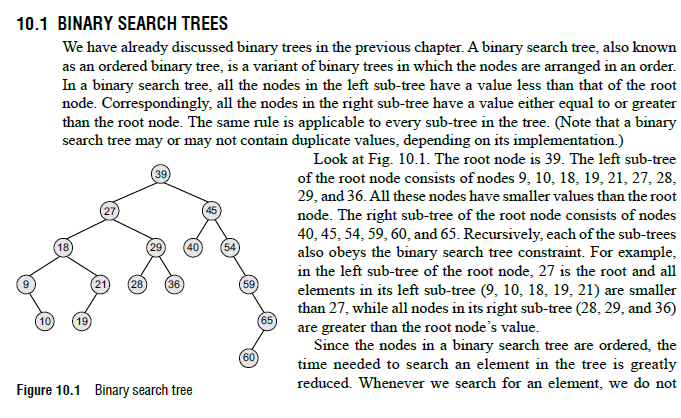 10.1 BINARY SEARCH TREES
We have already discussed binary trees in the previous chapter. A binary search tree, also known
as an ordered binary tree, is a variant of binary trees in which the nodes are arranged in an order.
In a binary search tree, all the nodes in the left sub-tree have a value less than that of the root
node. Correspondingly, all the nodes in the right sub-tree have a value either equal to or greater
than the root node. The same rule is applicable to every sub-tree in the tree. (Note that a binary
search tree may or may not contain duplicate values, depending on its implementation.)
Look at Fig. 10.1. The root node is 39. The left sub-tree
of the root node consists of nodes 9, 10, 18, 19, 21, 27, 28,
29, and 36. All these nodes have smaller values than the root
node. The right sub-tree of the root node consists of nodes
40, 45, 54, 59, 60, and 65. Recursively, each of the sub-trees
also obeys the binary search tree constraint. For example,
in the left sub-tree of the root node, 27 is the root and all
elements in its left sub-tree (9, 10, 18, 19, 21) are smaller
than 27, while all nodes in its right sub-tree (28, 29, and 36)
are greater than the root node's value.
Since the nodes in a binary search tree are ordered, the
time needed to search an element in the tree is greatly
reduced. Whenever we search for an element, we do not
39
27 45
18 29 40 54
9 21 28 36 59
10 19 65
60
Figure 10.1 Binary search tree